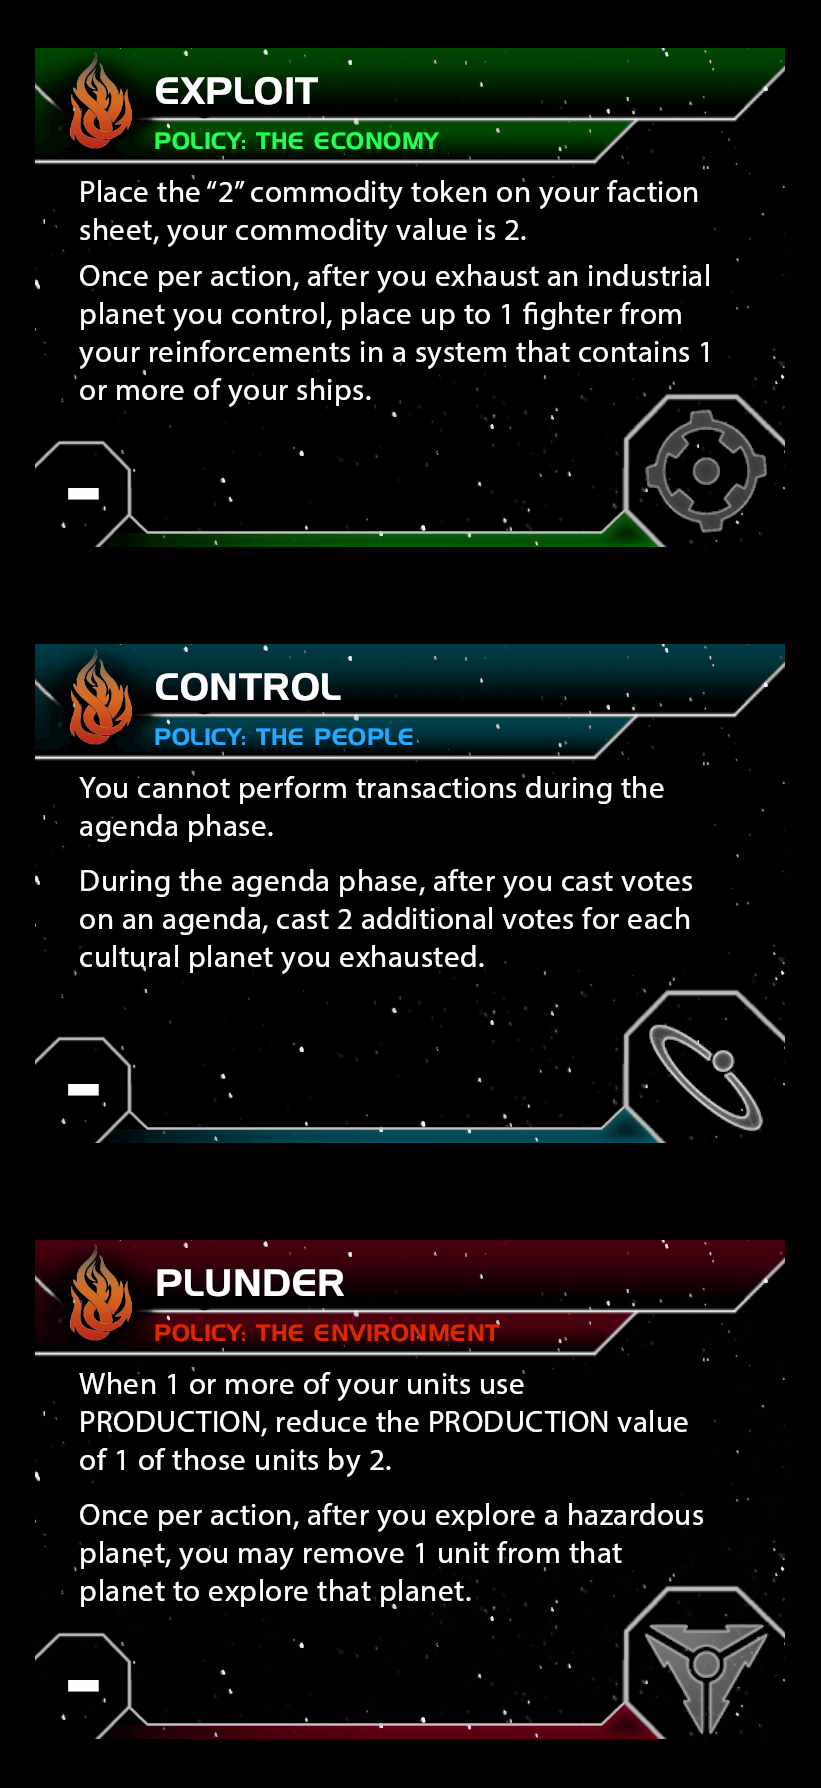 EXPLOIT
POLICY: THE ECONOMY
Place the “2” commodity token on your faction
sheet, your commodity value is 2.
Once per action, after you exhaust an industrial
planet you control, place up to 1 fighter from
your reinforcements in a system that contains 1
or more of your ships.
-
CONTROL
POLICY: THE PEOPLE
You cannot perform transactions during the
agenda phase.
During the agenda phase, after you cast votes
on an agenda, cast 2 additional votes for each
cultural planet you exhausted.
-
PLUNDER
POLICY: THE ENVIRONMENT
When 1 or more of your units use
PRODUCTION, reduce the PRODUCTION value
of 1 of those units by 2.
Once per action, after you explore a hazardous
planet, you may remove 1 unit from that
planet to explore that planet.
-